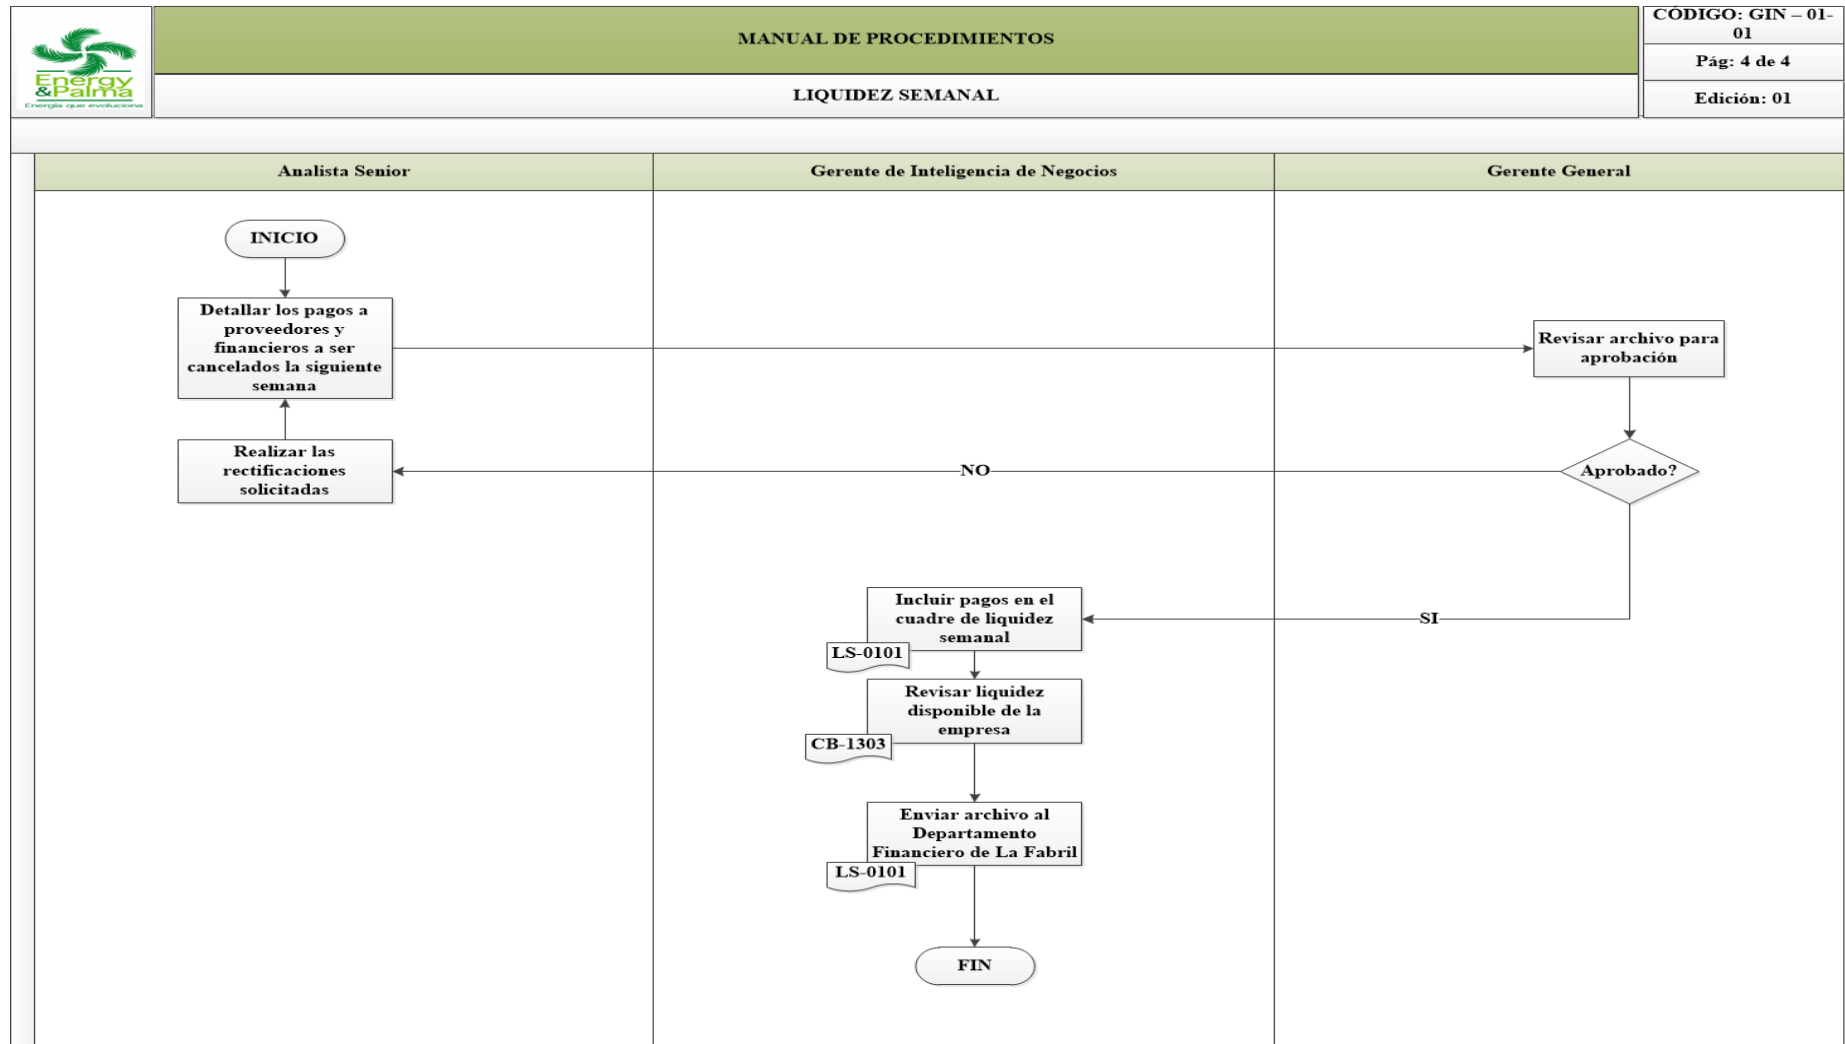 Energy
&Palma
Energía que evoluciona
MANUAL DE PROCEDIMIENTOS
LIQUIDEZ SEMANAL
CÓDIGO: GIN – 01-
01
Pág: 4 de 4
Edición: 01
Analista Senior
Gerente de Inteligencia de Negocios
Gerente General
INICIO
Detallar los pagos a
proveedores y
financieros a ser
cancelados la siguiente
semana
Revisar archivo para
aprobación
Realizar las
rectificaciones
solicitadas
NO
Aprobado?
Incluir pagos en el
cuadre de liquidez
semanal
SI
LS-0101
Revisar liquidez
disponible de la
empresa
CB-1303
Enviar archivo al
Departamento
Financiero de La Fabril
LS-0101
FIN